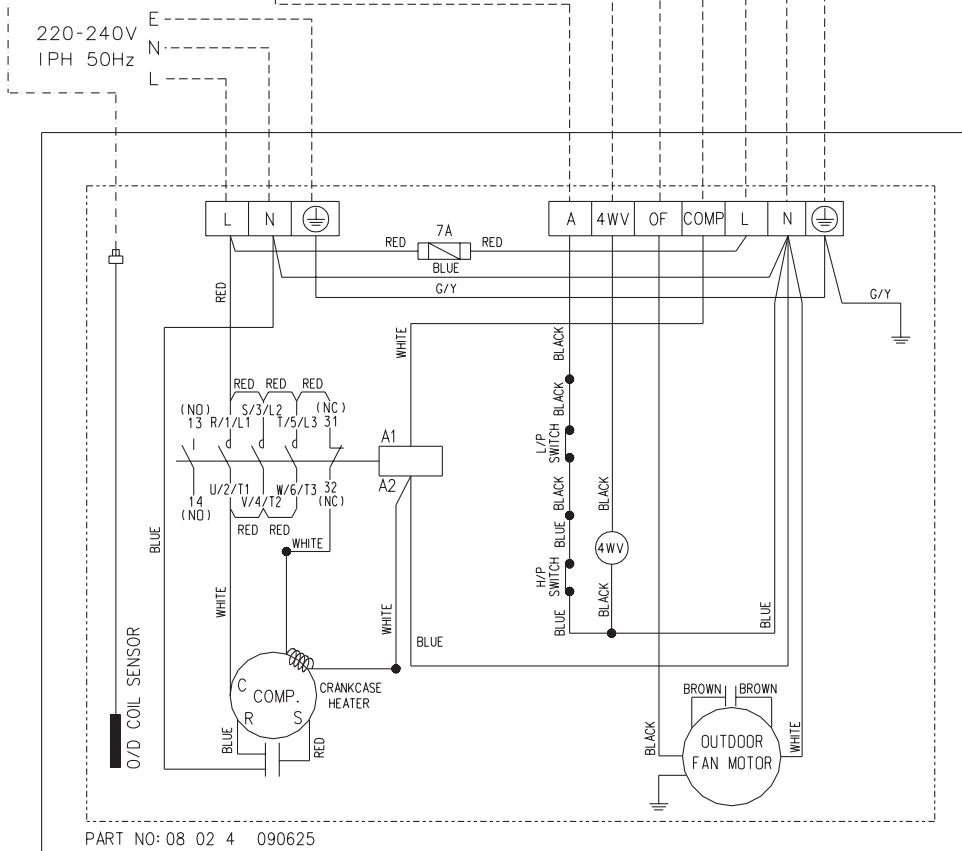 220-240V
1PH 50Hz
E
N
L
L
N
A
4WV
OF
COMP
L
N
RED
7A
RED
BLUE
G/Y
G/Y
RED
WHITE
BLACK
BLACK
RED
RED
RED
(NO)
13
R/1/L1
S/3/L2
T/5/L3
(NC)
31
A1
A2
L/P
SWITCH
14
(NO)
U/2/T1
V/4/T2
W/6/T3
32
(NC)
RED
RED
WHITE
BLUE
BLACK
BLUE
BLACK
4WV
H/P
SWITCH
WHITE
WHITE
BLUE
BLUE
BLACK
BLUE
O/D COIL SENSOR
C
COMP.
R
S
CRANKCASE
HEATER
BLUE
RED
BROWN
BROWN
BLACK
OUTDOOR
FAN MOTOR
WHITE
PART NO: 08 02 4 090625